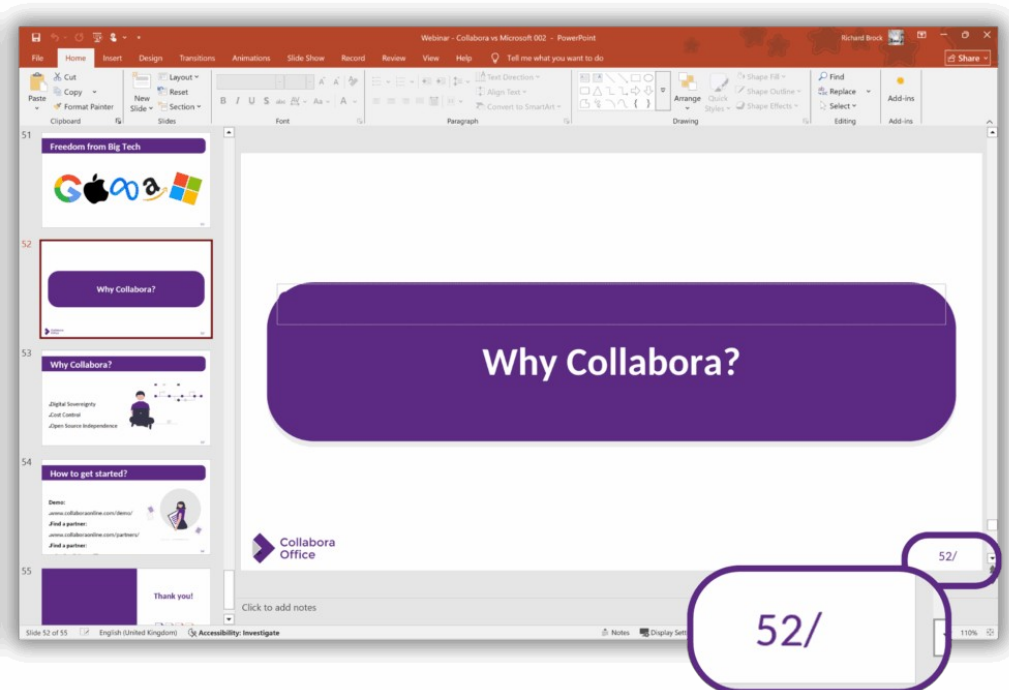 Webinar - Collabora vs Microsoft 002 - PowerPoint
Richard Brock
File Home Insert Design Transitions Animations Slide Show Record Review View Help Tell me what you want to do
Share
Paste
Cut
Copy
Format Painter
Clipboard
New Slide
Layout
Reset
Section
Slides
B I U S
Aa
A
Font
Text Direction
Align Text
Convert to SmartArt
Paragraph
Arrange
Quick Styles
Shape Fill
Shape Outline
Shape Effects
Drawing
Find
Replace
Select
Editing
Add-ins
Add-ins
51
Freedom from Big Tech
52
Why Collabora?
53
Why Collabora?
Digital Sovereignty
Cost Control
Open Source Independence
54
How to get started?
Demo:
www.collaboraonline.com/demo/
Find a partner:
www.collaboraonline.com/partners/
Find a partner:
55
Thank you!
Why Collabora?
Collabora
Office
52/
52/
Click to add notes
Slide 52 of 55
English (United Kingdom)
Accessibility: Investigate
Notes
110%